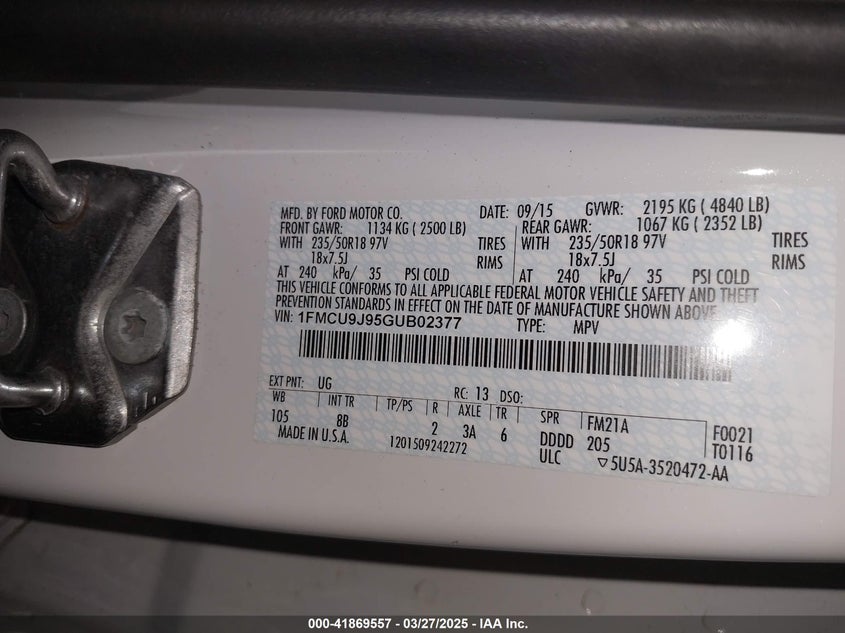 MFD. BY FORD MOTOR CO. DATE: 09/15 GVWR: 2195 KG ( 4840 LB)
FRONT GAWR: 1134 KG ( 2500 LB) REAR GAWR: 1067 KG ( 2352 LB)
WITH 235/50R18 97V TIRES WITH 235/50R18 97V TIRES
18x7.5J RIMS 18x7.5J RIMS
AT 240 kPa/ 35 PSI COLD AT 240 kPa/ 35 PSI COLD
THIS VEHICLE CONFORMS TO ALL APPLICABLE FEDERAL MOTOR VEHICLE SAFETY AND THEFT
PREVENTION STANDARDS IN EFFECT ON THE DATE OF MANUFACTURE SHOWN ABOVE.
VIN: 1FMCU9J95GUB02377 TYPE: MPV
EXT PNT: UG RC: 13 DSO:
WB INT TR TP/PS R AXLE TR SPR FM21A F0021
105 8B 2 3A 6 DDDD 205 T0116
MADE IN U.S.A. 1201509242272 ULC ▽5U5A-3520472-AA
000-41869557 - 03/27/2025 - IAA Inc.